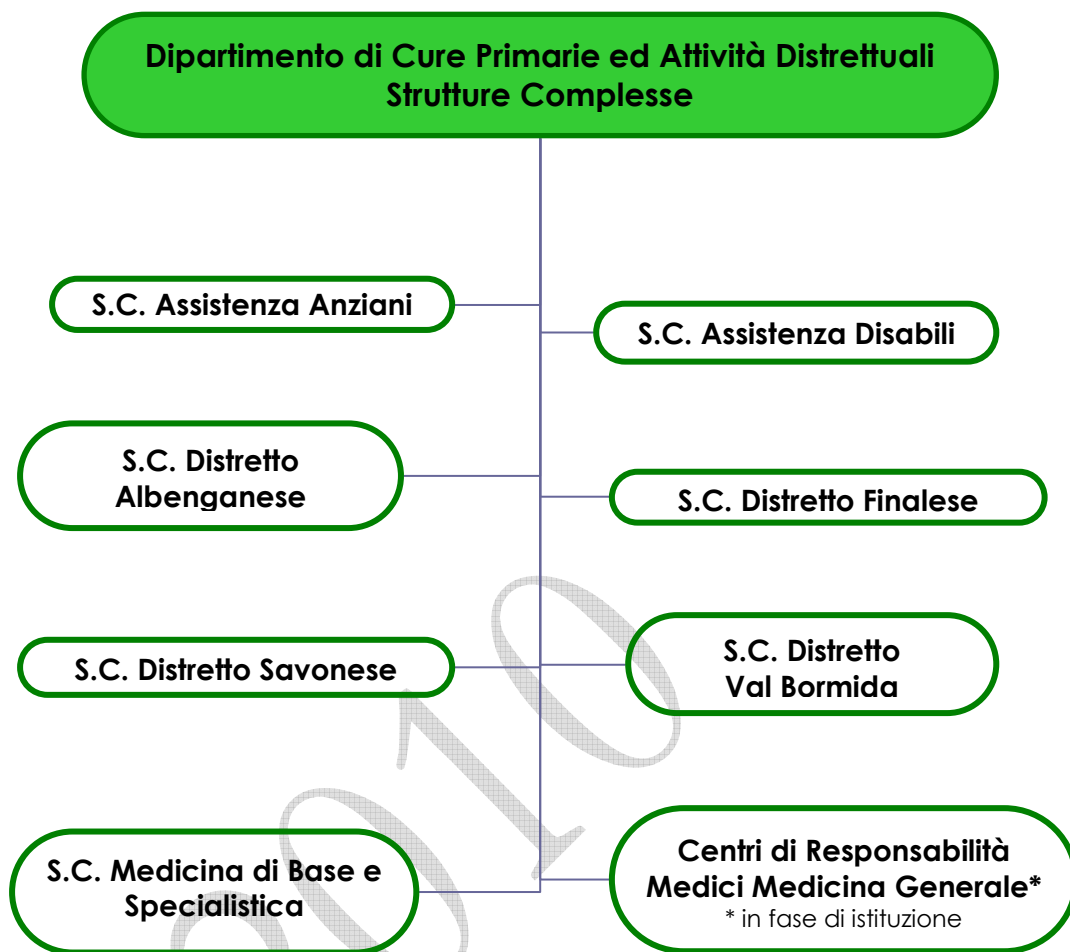 Dipartimento di Cure Primarie ed Attività Distrettuali
Strutture Complesse
S.C. Assistenza Anziani
S.C. Assistenza Disabili
S.C. Distretto
Albenganese
S.C. Distretto Finalese
S.C. Distretto Savonese
S.C. Distretto
Val Bormida
S.C. Medicina di Base e
Specialistica
Centri di Responsabilità
Medici Medicina Generale*
* in fase di istituzione
2010